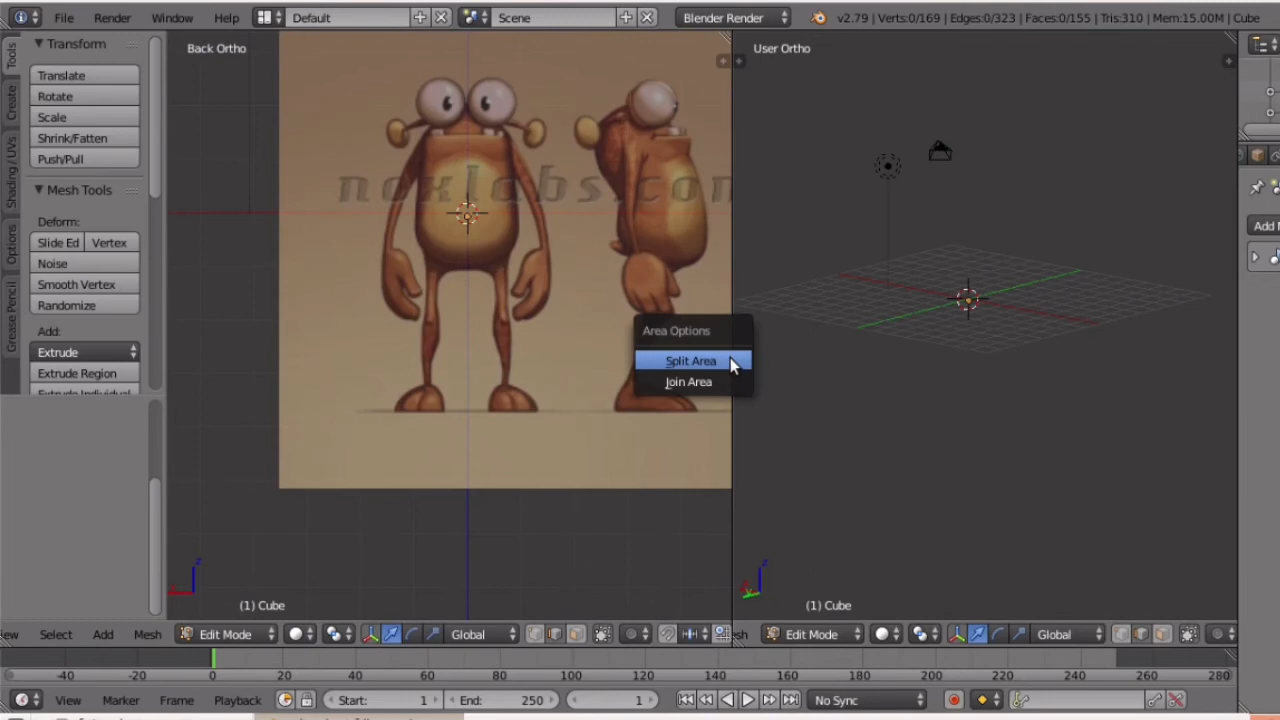 File Render Window Help Default Scene Blender Render v2.79 | Verts:0/169 | Edges:0/323 | Faces:0/155 | Tris:310 | Mem:15.00M | Cube
Tools
Create
Shading / UVs
Options
Grease Pencil
Transform
Translate
Rotate
Scale
Shrink/Fatten
Push/Pull
Mesh Tools
Deform:
Slide Ed Vertex
Noise
Smooth Vertex
Randomize
Add:
Extrude
Extrude Region
Extrude Individual
Back Ortho
noxlabs.com
z
x
(1) Cube
Area Options
Split Area
Join Area
User Ortho
z
y
(1) Cube
Add M
ew Select Add Mesh Edit Mode Global
sh Edit Mode Global
-40 -20 0 20 40 60 80 100 120 140 160 180 200 220 240 260 280
View Marker Frame Playback Start: 1 End: 250 1 No Sync